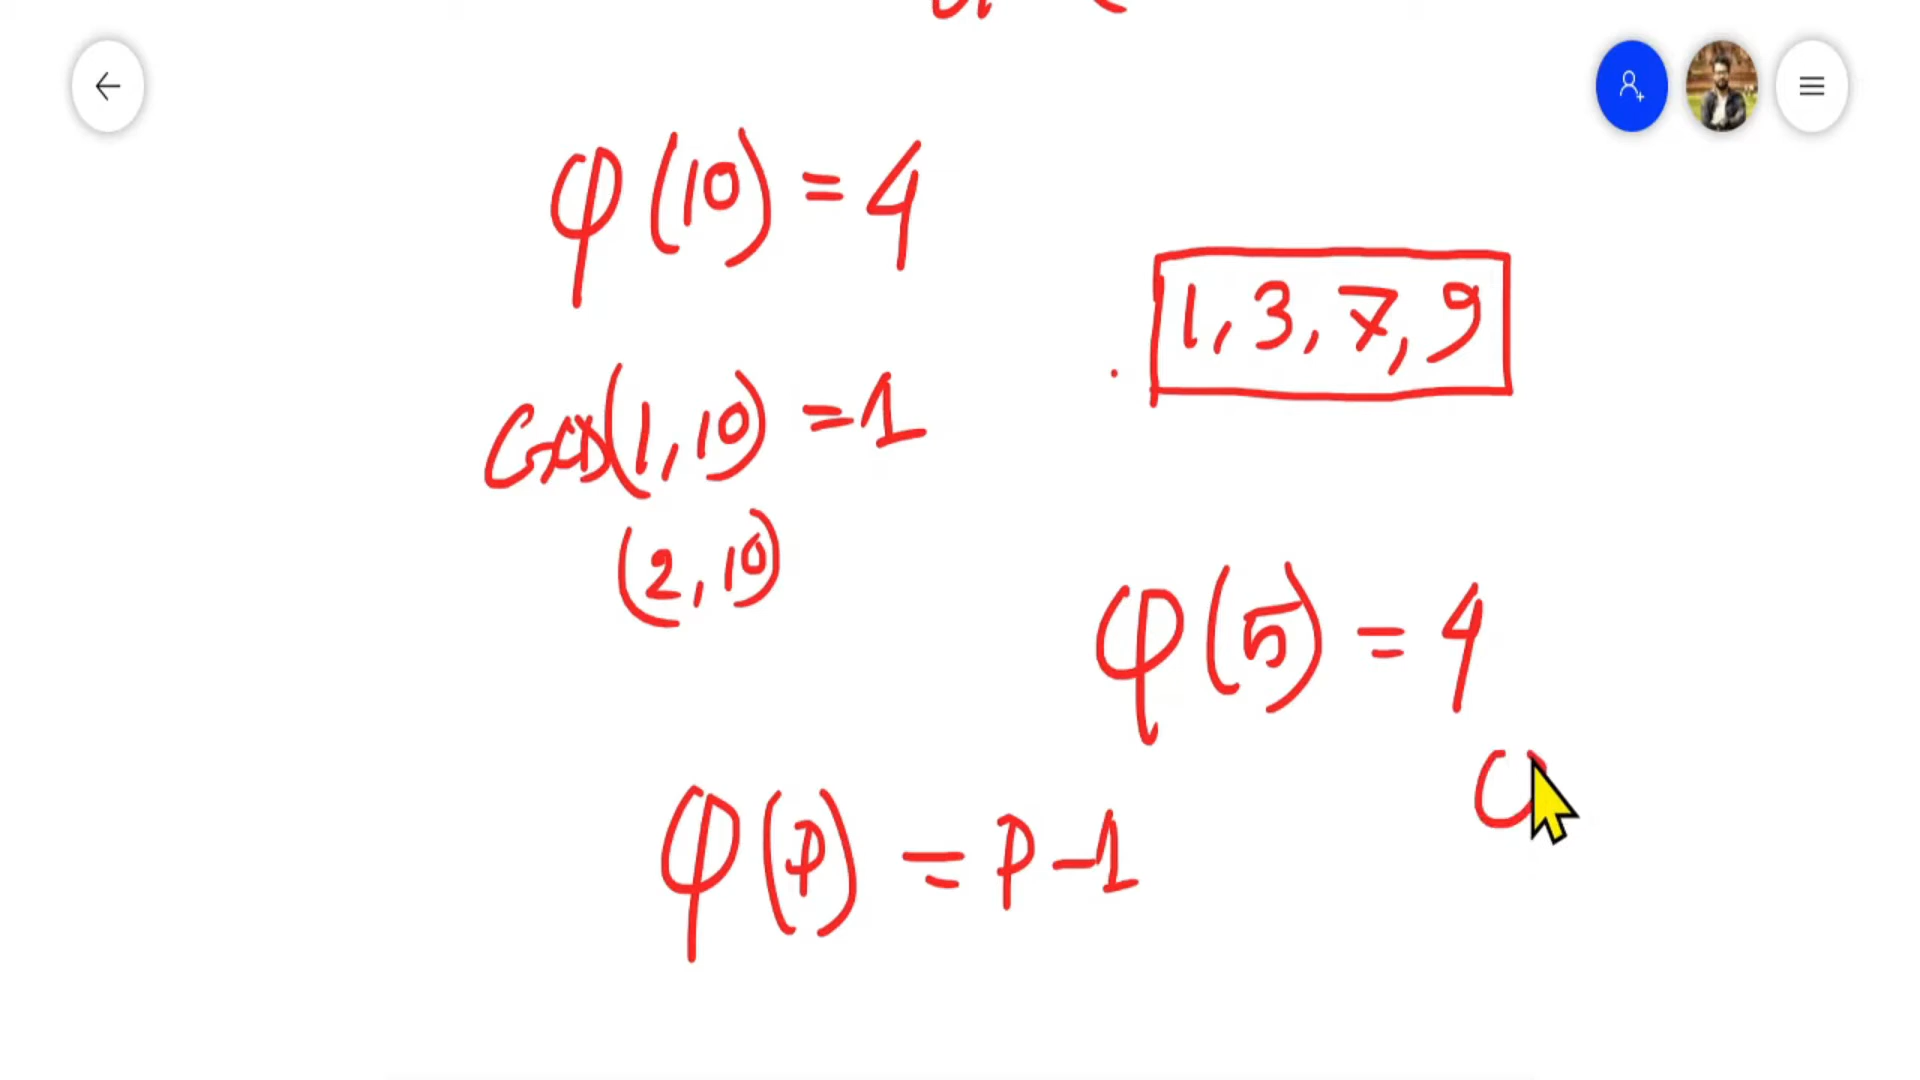 φ(10) = 4
1, 3, 7, 9
GCD(1, 10) = 1
(2, 10)
φ(5) = 4
φ(P) = P-1